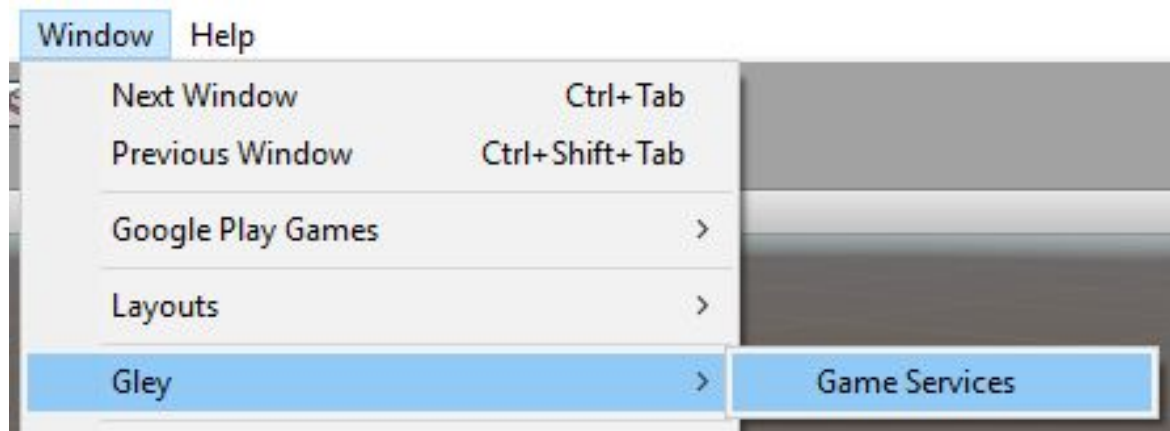 Window Help
Next Window Ctrl+Tab
Previous Window Ctrl+Shift+Tab
Google Play Games >
Layouts >
Gley > Game Services